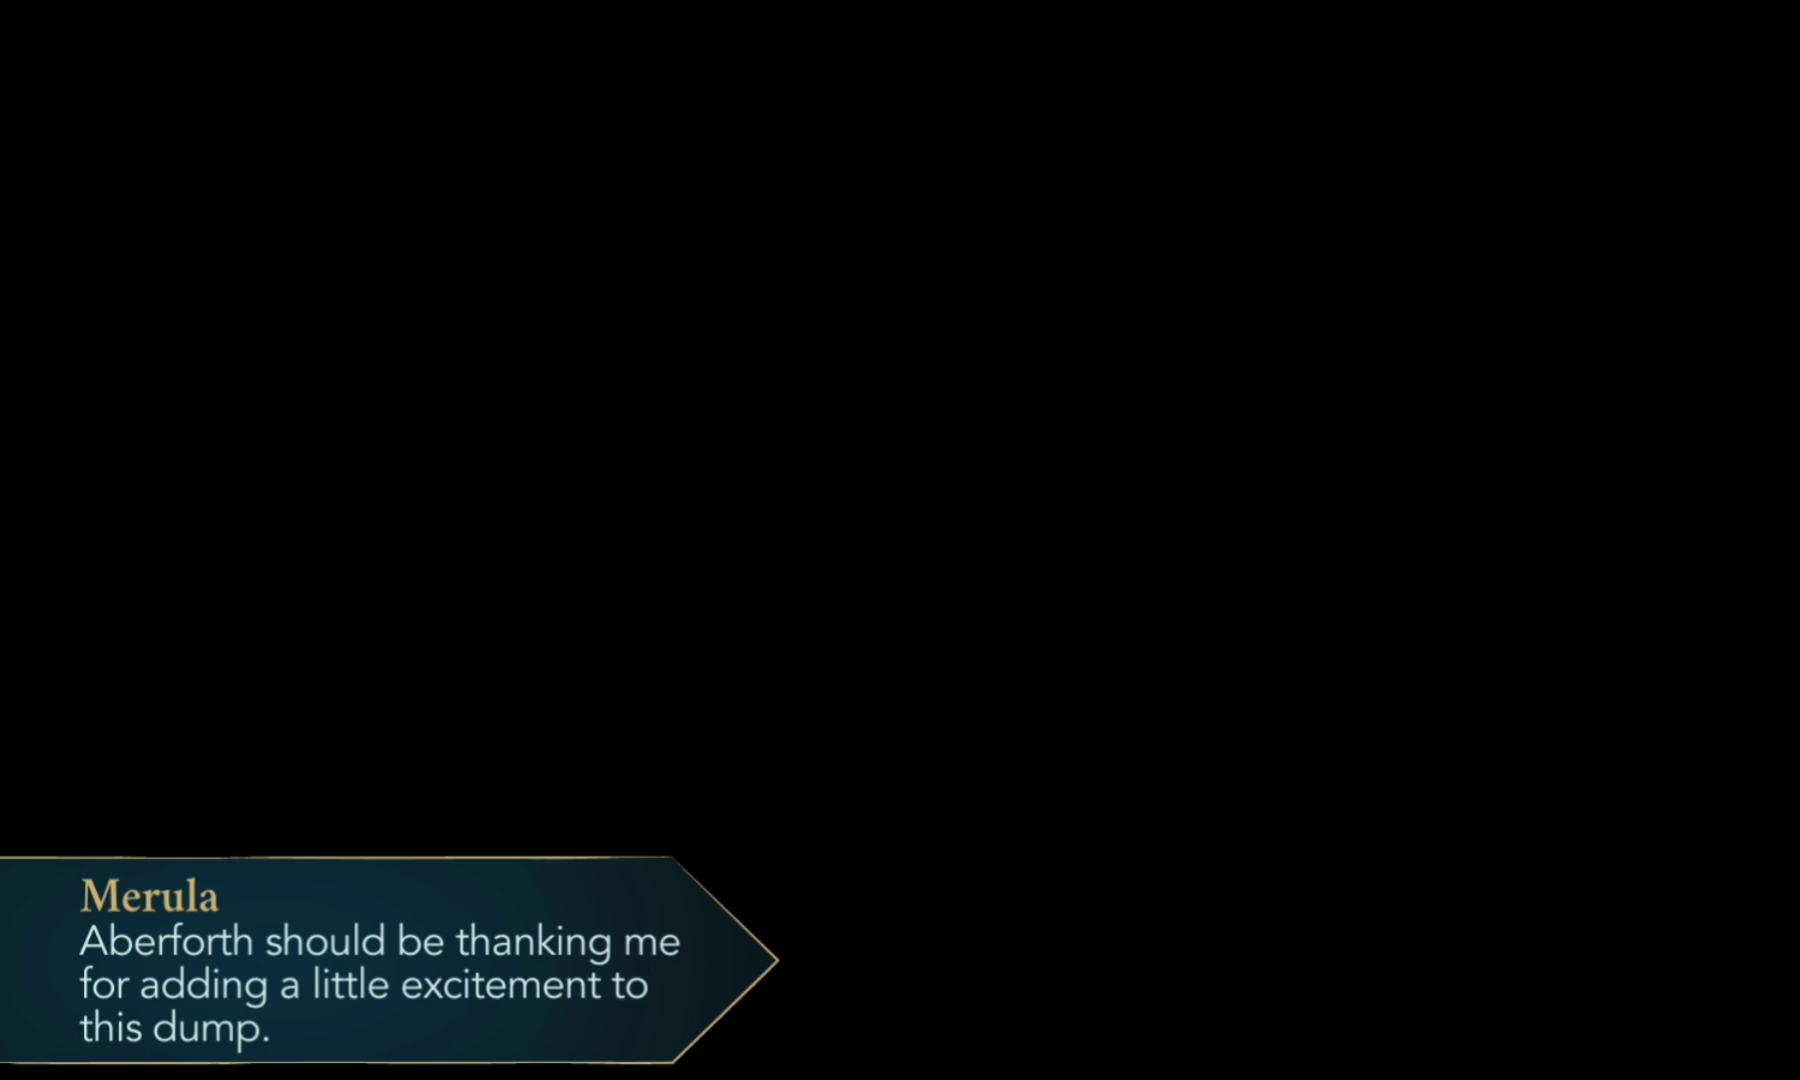 Merula
Aberforth should be thanking me
for adding a little excitement to
this dump.